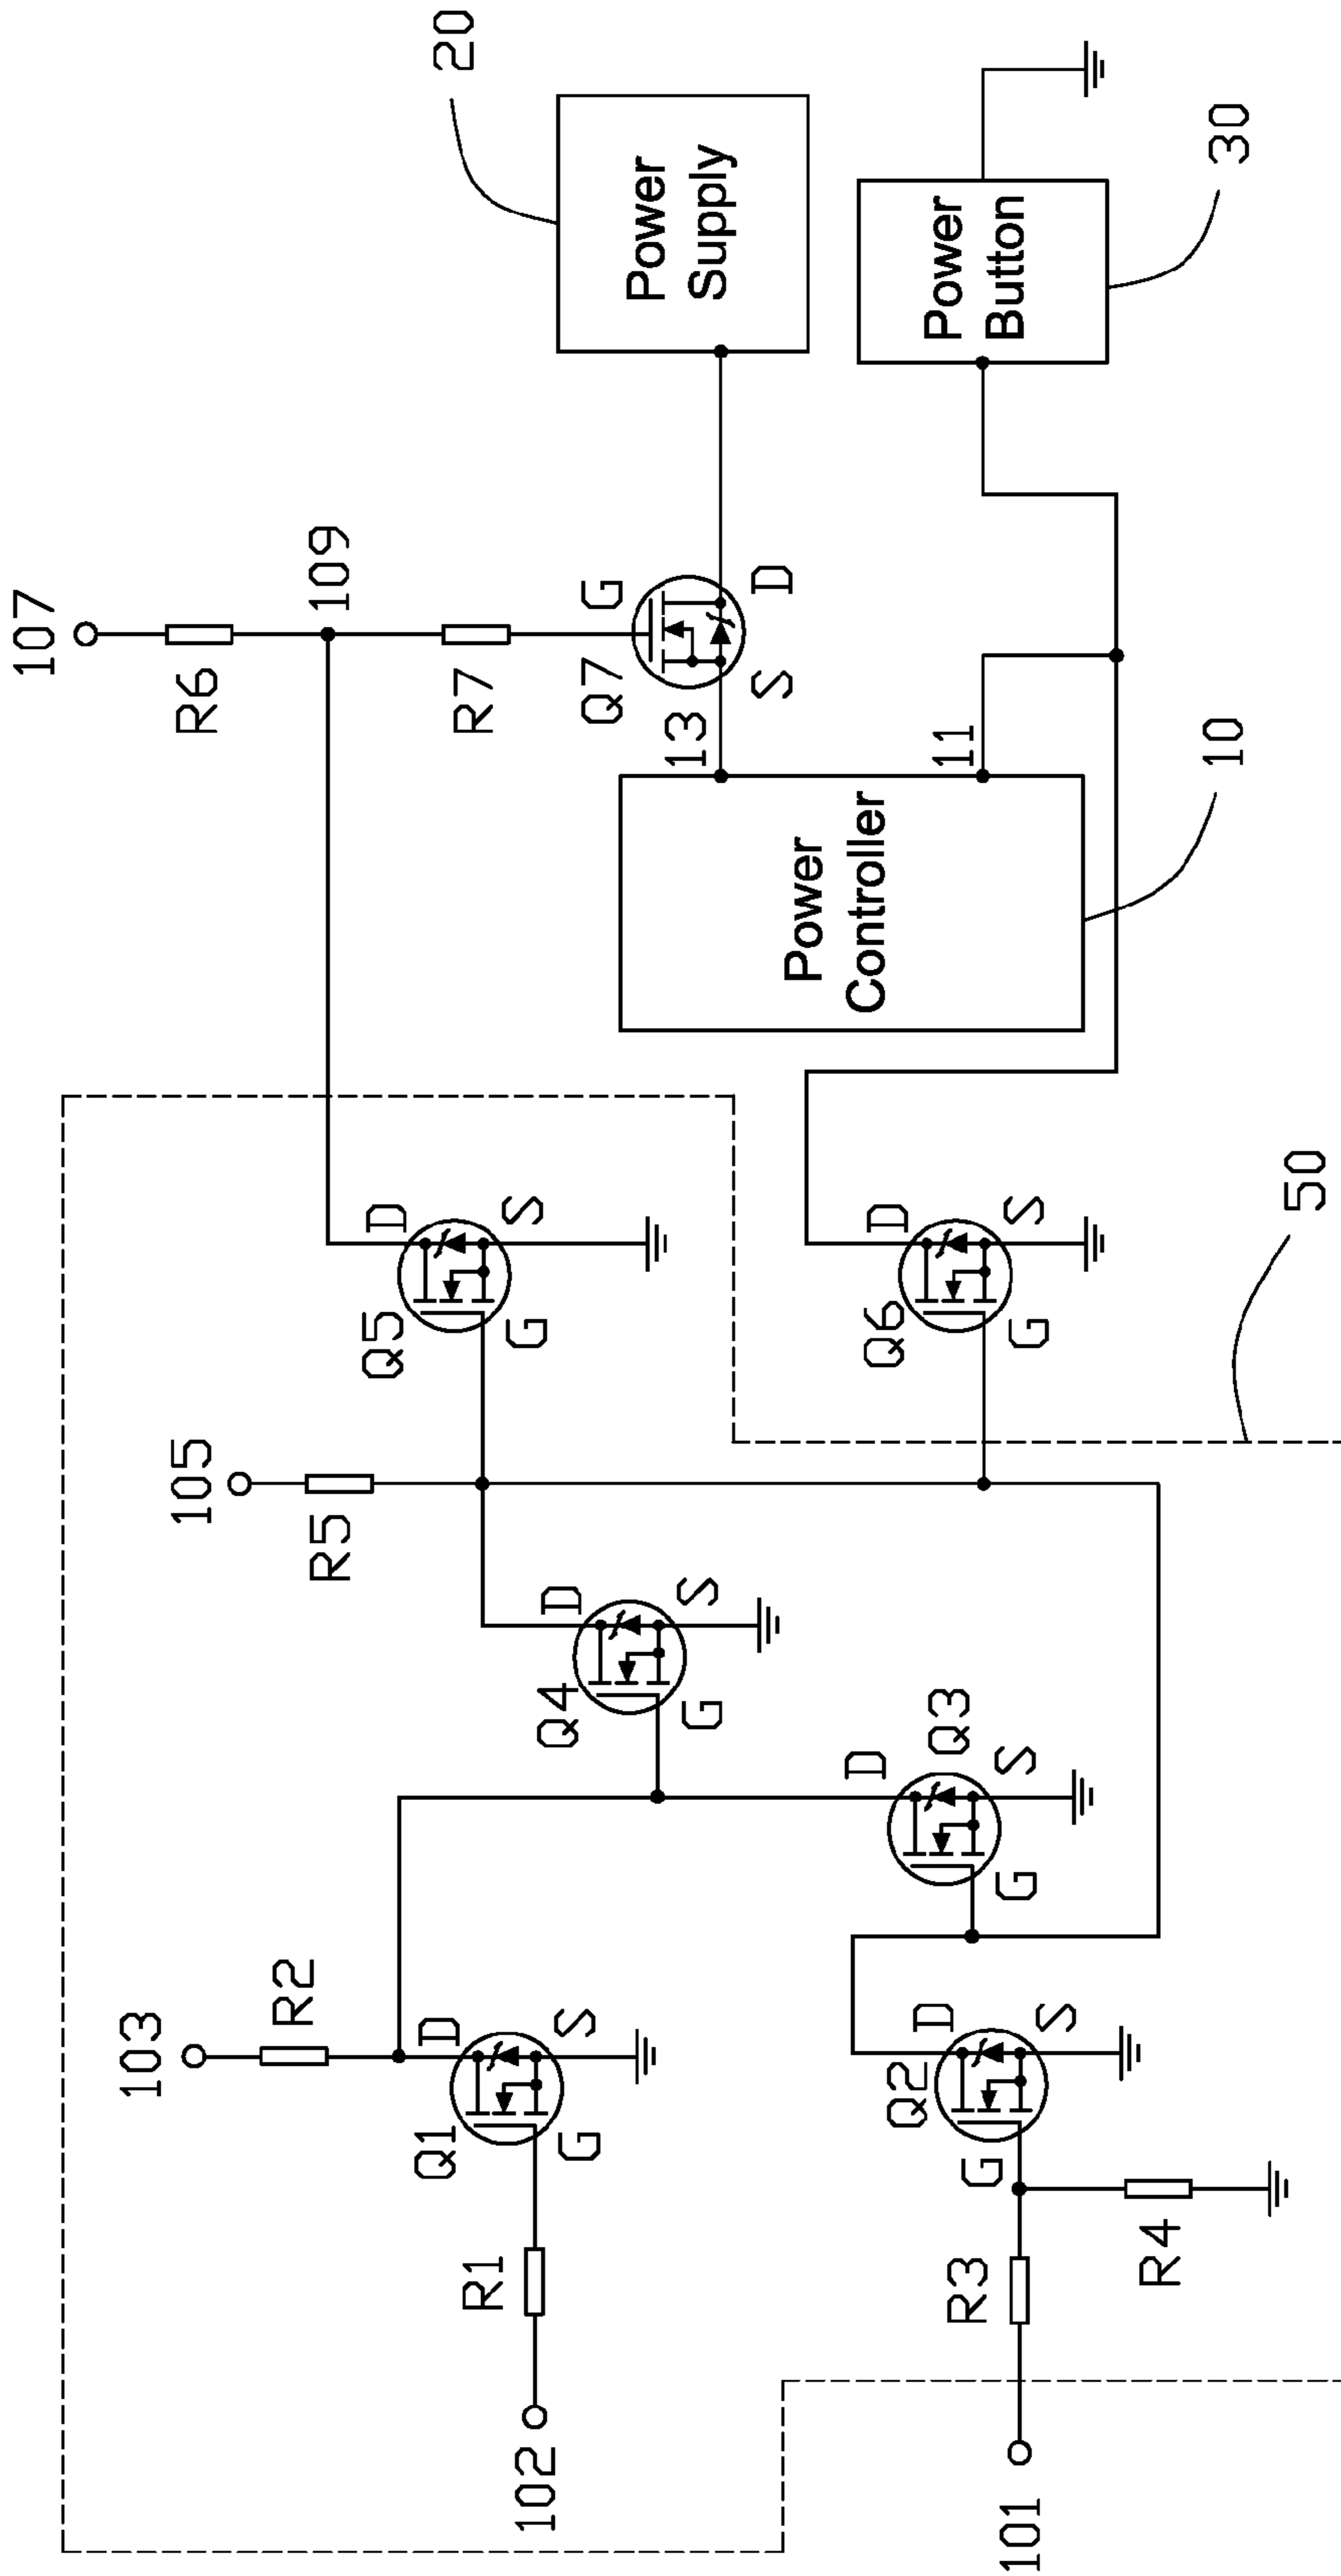 107
R6
109
R7
G
Q7
S
D
20
Power
Supply
13
11
Power
Controller
10
Power
Button
30
105
R5
Q5
D
S
G
Q6
D
S
G
50
Q4
D
S
G
D
Q3
S
G
103
R2
D
Q1
S
G
R1
102
Q2
D
S
G
R3
R4
101